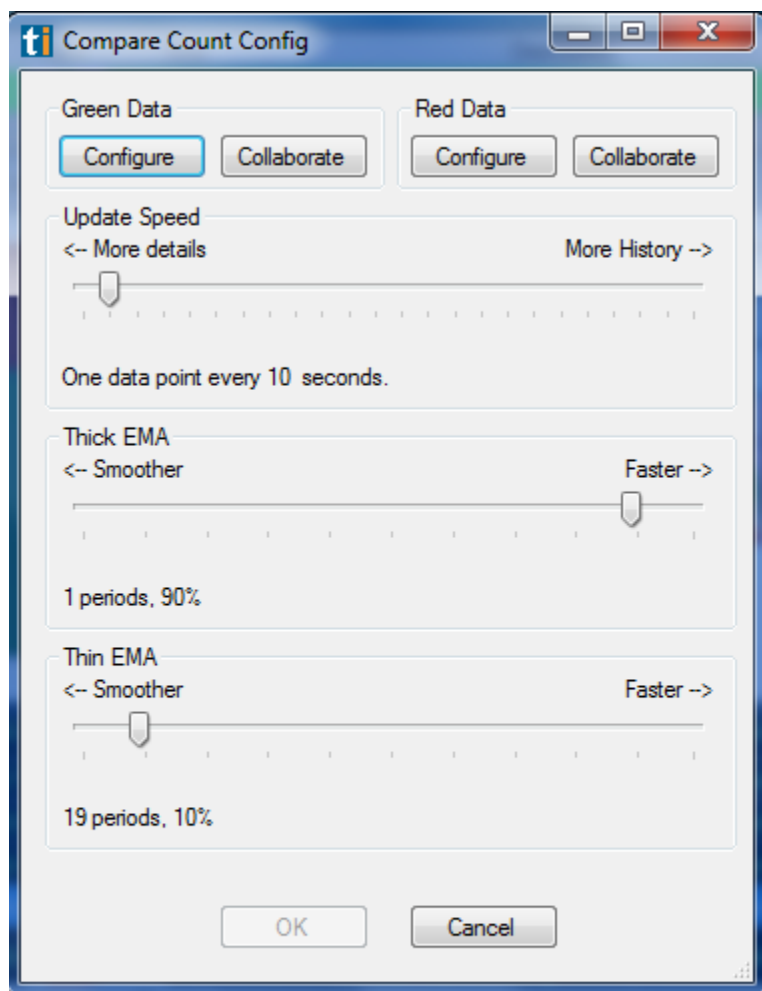 ti Compare Count Config
Green Data
Red Data
Configure Collaborate Configure Collaborate
Update Speed
<-- More details More History -->
One data point every 10 seconds.
Thick EMA
<-- Smoother Faster -->
1 periods, 90%
Thin EMA
<-- Smoother Faster -->
19 periods, 10%
OK Cancel